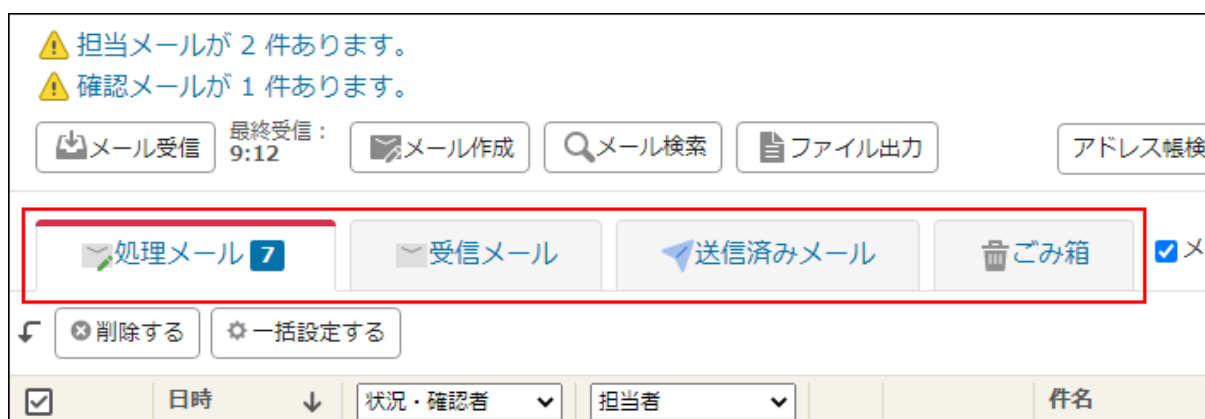 担当メールが 2 件あります。
確認メールが 1 件あります。
メール受信 最終受信： メール作成 メール検索 ファイル出力 アドレス帳検
9:12
処理メール 7 受信メール 送信済みメール ごみ箱 メ
削除する 一括設定する
日時 状況・確認者 担当者 件名